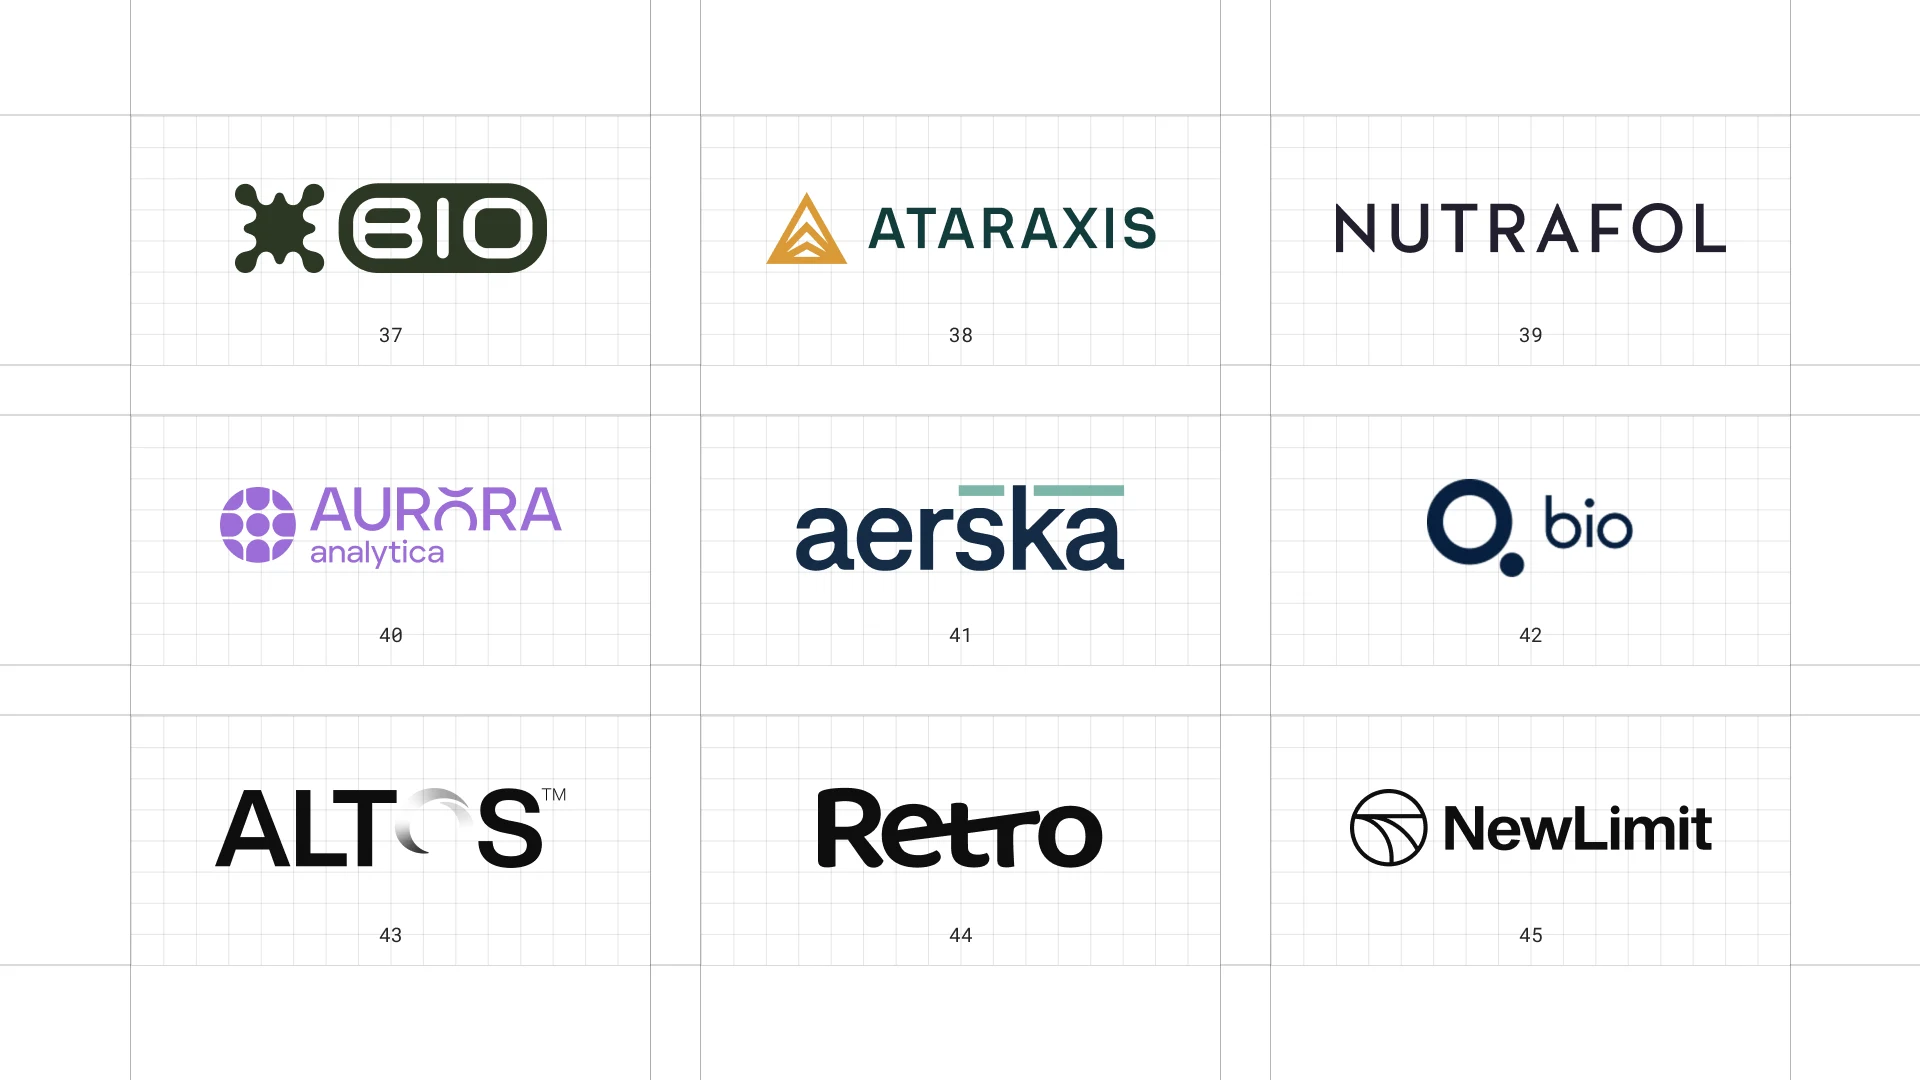 BIO
37
ATARAXIS
38
NUTRAFOL
39
AURORA
analytica
40
aerska
41
Q. bio
42
ALTOS™
43
Retro
44
NewLimit
45